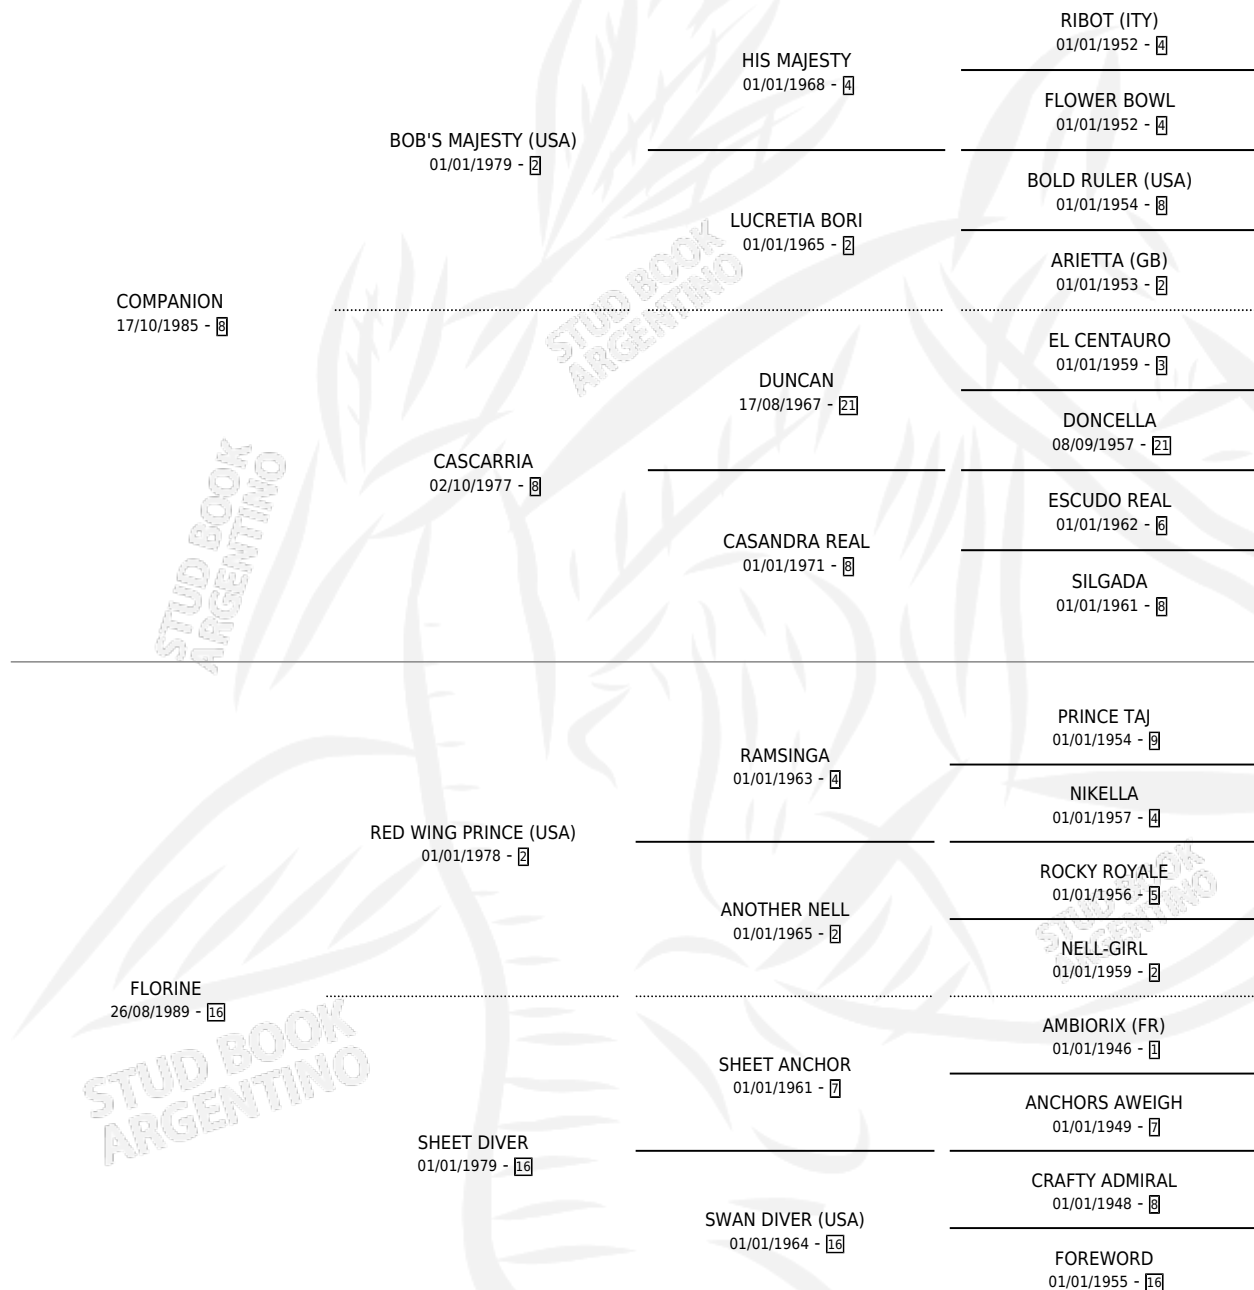 RIBOT (ITY)
01/01/1952 - 4
HIS MAJESTY
01/01/1968 - 4
FLOWER BOWL
01/01/1952 - 4
BOB'S MAJESTY (USA)
01/01/1979 - 2
BOLD RULER (USA)
01/01/1954 - 8
LUCRETIA BORI
01/01/1965 - 2
ARIETTA (GB)
01/01/1953 - 2
COMPANION
17/10/1985 - 8
EL CENTAURO
01/01/1959 - 3
DUNCAN
17/08/1967 - 21
DONCELLA
08/09/1957 - 21
CASCARRIA
02/10/1977 - 8
ESCUDO REAL
01/01/1962 - 6
CASANDRA REAL
01/01/1971 - 8
SILGADA
01/01/1961 - 8
PRINCE TAJ
01/01/1954 - 9
RAMSINGA
01/01/1963 - 4
NIKELLA
01/01/1957 - 4
RED WING PRINCE (USA)
01/01/1978 - 2
ROCKY ROYALE
01/01/1956 - 5
ANOTHER NELL
01/01/1965 - 2
NELL-GIRL
01/01/1959 - 2
FLORINE
26/08/1989 - 16
AMBIORIX (FR)
01/01/1946 - 1
SHEET ANCHOR
01/01/1961 - 7
ANCHORS AWEIGH
01/01/1949 - 7
SHEET DIVER
01/01/1979 - 16
CRAFTY ADMIRAL
01/01/1948 - 8
SWAN DIVER (USA)
01/01/1964 - 16
FOREWORD
01/01/1955 - 16
STUD BOOK
ARGENTINO
STUD BOOK
ARGENTINO
STUD BOOK
ARGENTINO
STUD BOOK
ARGENTINO